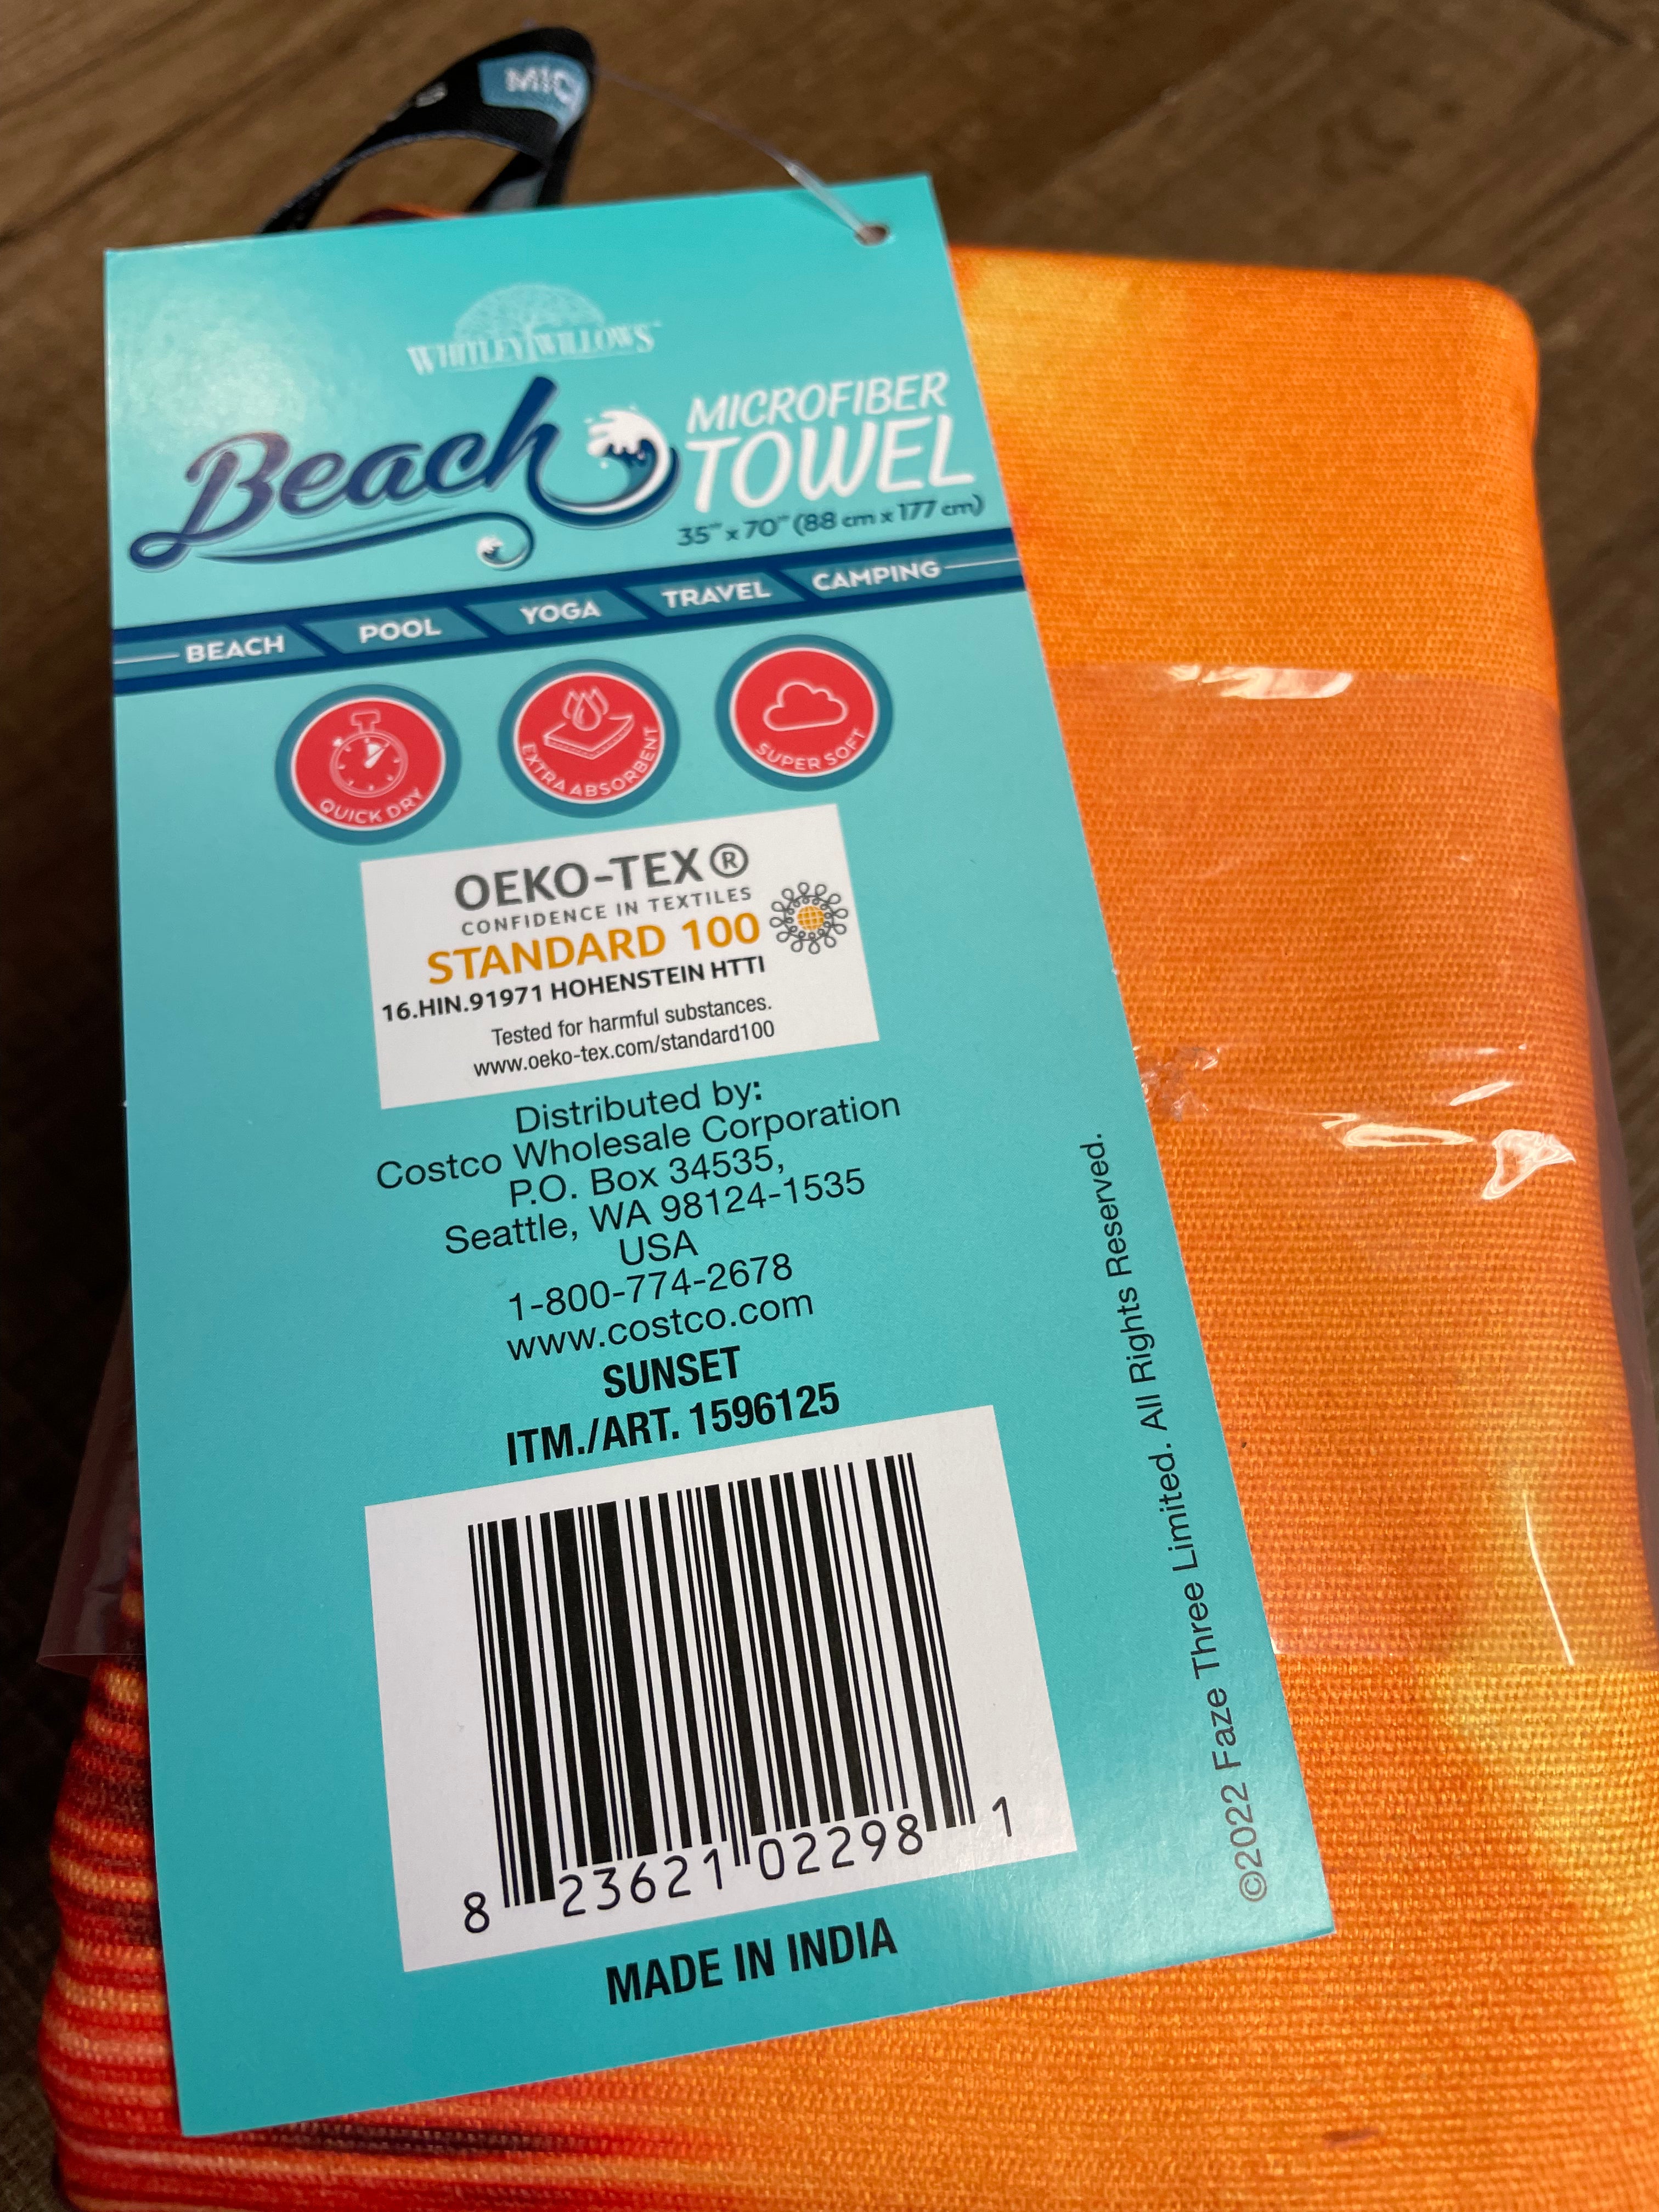 MIC
WHITLEY WILLOWS
Beach
MICROFIBER
TOWEL
35" x 70" (88 cm x 177 cm)
BEACH POOL YOGA TRAVEL CAMPING
QUICK DRY
EXTRA ABSORBENT
SUPER SOFT
OEKO-TEX®
CONFIDENCE IN TEXTILES
STANDARD 100
16.HIN.91971 HOHENSTEIN HTTI
Tested for harmful substances.
www.oeko-tex.com/standard100
Distributed by:
Costco Wholesale Corporation
P.O. Box 34535,
Seattle, WA 98124-1535
USA
1-800-774-2678
www.costco.com
SUNSET
ITM./ART. 1596125
8 23621 02298 1
MADE IN INDIA
©2022 Faze Three Limited. All Rights Reserved.